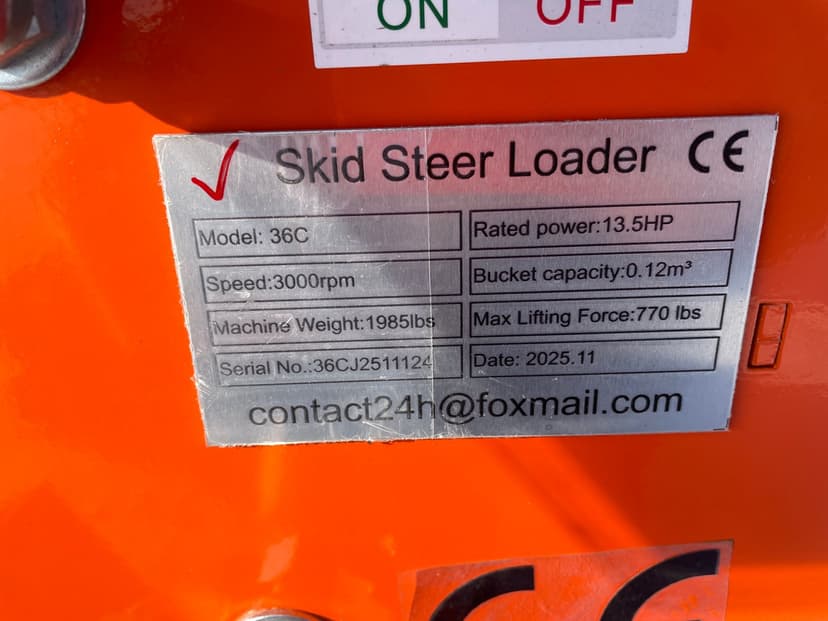 ON OFF
Skid Steer Loader CE
Model: 36C
Rated power:13.5HP
Speed:3000rpm
Bucket capacity:0.12m³
Machine Weight:1985lbs
Max Lifting Force:770 lbs
Serial No.:36CJ2511124
Date: 2025.11
contact24h@foxmail.com
CE